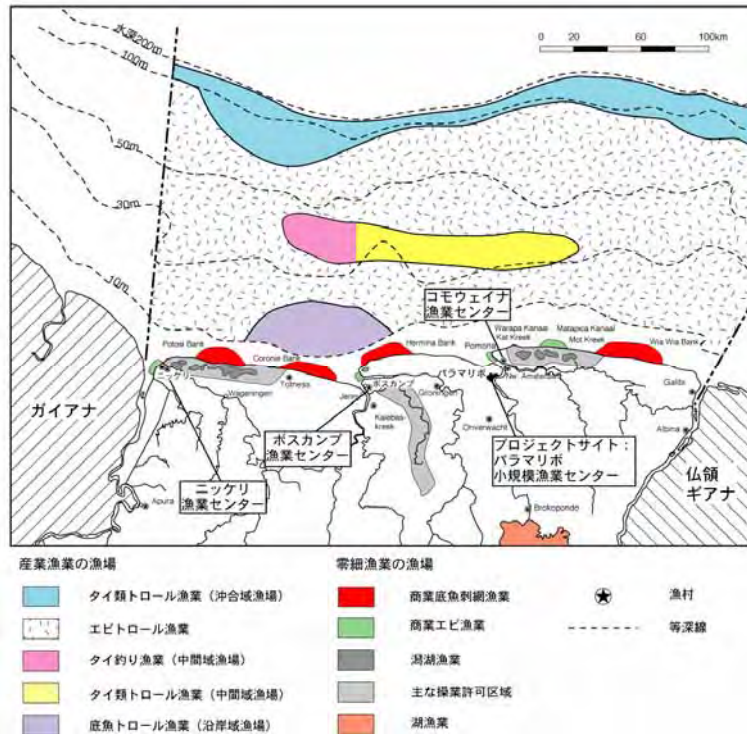 水深200m
100m
50m
30m
10m
0 20 60 80 100km
コモウェイナ
漁業センター
Warapa Kanaal
Kat Kreek
Matapica Kanaal
Mot Kreek
Wia Wia Bank
Potosi Bank
Coronie Bank
Hermina Bank
Pomona
ニッケリー
Wageningen
Totness
Jenny
ボスカンプ
Groningen
パラマリボ
Nw. Amsterdam
Galibi
ガイアナ
Kalebas-
kreek
Onverwacht
Albina
ボスカンプ
漁業センター
プロジェクトサイト：
パラマリボ
小規模漁業センター
仏領
ギアナ
ニッケリ
漁業センター
Apura
Brokopondo
産業漁業の漁場
タイ類トロール漁業（沖合域漁場）
エビトロール漁業
タイ釣り漁業（中間域漁場）
タイ類トロール漁業（中間域漁場）
底魚トロール漁業（沿岸域漁場）
零細漁業の漁場
商業底魚刺網漁業
商業エビ漁業
潟湖漁業
主な操業許可区域
湖漁業
漁村
等深線